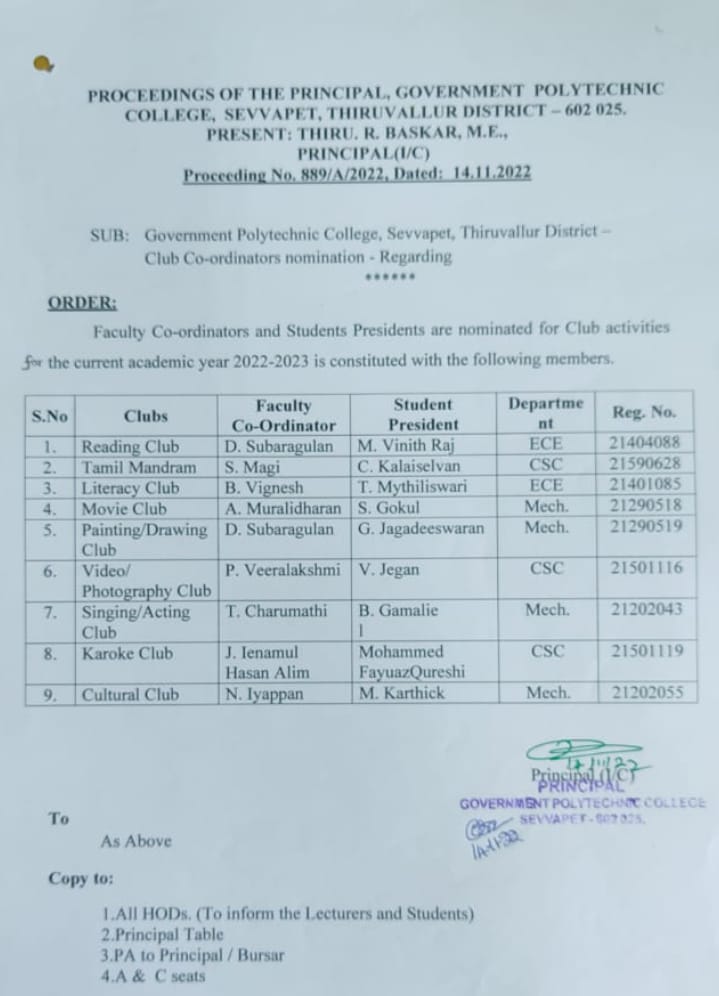 PROCEEDINGS OF THE PRINCIPAL, GOVERNMENT POLYTECHNIC
COLLEGE, SEVVAPET, THIRUVALLUR DISTRICT – 602 025.
PRESENT: THIRU. R. BASKAR, M.E.,
PRINCIPAL(I/C)
Proceeding No. 889/A/2022, Dated: 14.11.2022
SUB: Government Polytechnic College, Sevvapet, Thiruvallur District –
Club Co-ordinators nomination - Regarding
******
ORDER:
Faculty Co-ordinators and Students Presidents are nominated for Club activities
for the current academic year 2022-2023 is constituted with the following members.
S.No Clubs Faculty Co-Ordinator Student President Departme nt Reg. No.
1. Reading Club D. Subaragulan M. Vinith Raj ECE 21404088
2. Tamil Mandram S. Magi C. Kalaiselvan CSC 21590628
3. Literacy Club B. Vignesh T. Mythiliswari ECE 21401085
4. Movie Club A. Muralidharan S. Gokul Mech. 21290518
5. Painting/Drawing D. Subaragulan G. Jagadeeswaran Mech. 21290519
Club
6. Video/ P. Veeralakshmi V. Jegan CSC 21501116
Photography Club
7. Singing/Acting T. Charumathi B. Gamalie Mech. 21202043
Club l
8. Karoke Club J. Ienamul Mohammed CSC 21501119
Hasan Alim FayuazQureshi
9. Cultural Club N. Iyappan M. Karthick Mech. 21202055
Principal (I/C)
PRINCIPAL
GOVERNMENT POLYTECHNIC COLLEGE
SEVVAPET - 602 025.
To
As Above
Copy to:
1.All HODs. (To inform the Lecturers and Students)
2.Principal Table
3.PA to Principal / Bursar
4.A & C seats